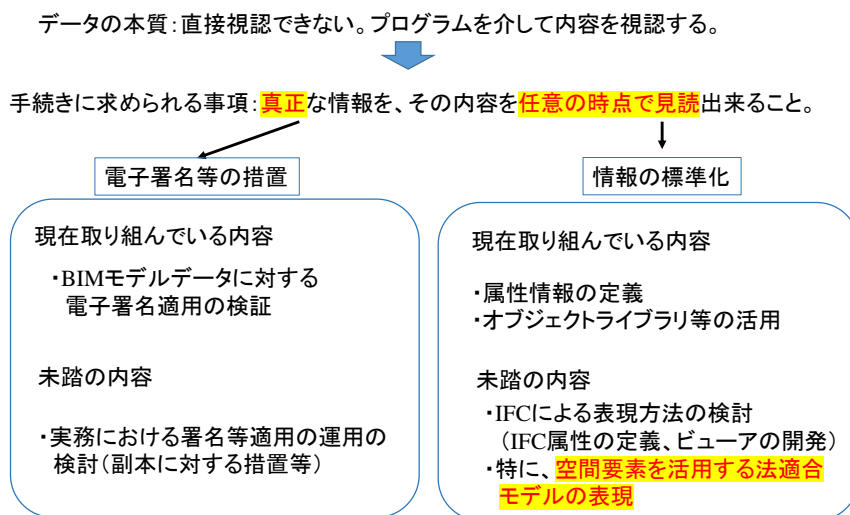 データの本質：直接視認できない。プログラムを介して内容を視認する。
手続きに求められる事項：真正な情報を、その内容を任意の時点で見読出来ること。
電子署名等の措置
現在取り組んでいる内容
・BIMモデルデータに対する
電子署名適用の検証
未踏の内容
・実務における署名等適用の運用の
検討（副本に対する措置等）
情報の標準化
現在取り組んでいる内容
・属性情報の定義
・オブジェクトライブラリ等の活用
未踏の内容
・IFCによる表現方法の検討
（IFC属性の定義、ビューアの開発）
・特に、空間要素を活用する法適合
モデルの表現